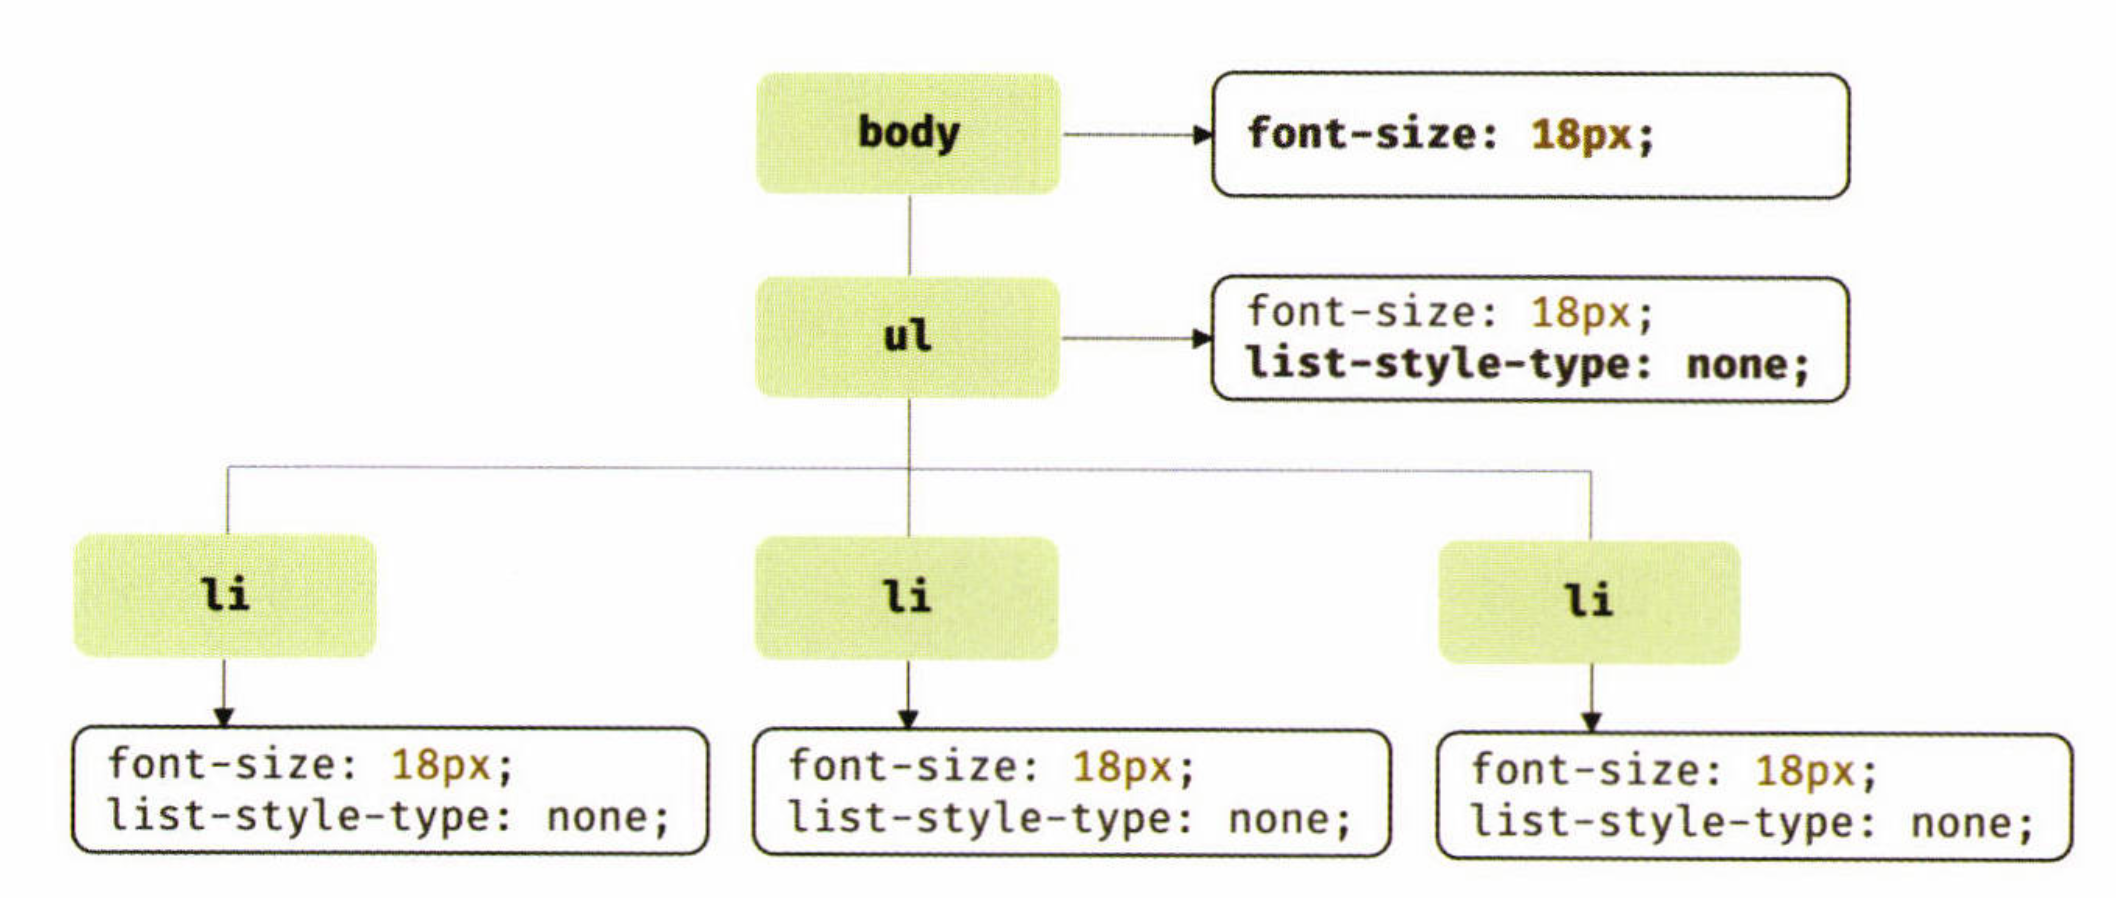 body
font-size: 18px;
ul
font-size: 18px;
list-style-type: none;
li
li
li
font-size: 18px;
list-style-type: none;
font-size: 18px;
list-style-type: none;
font-size: 18px;
list-style-type: none;